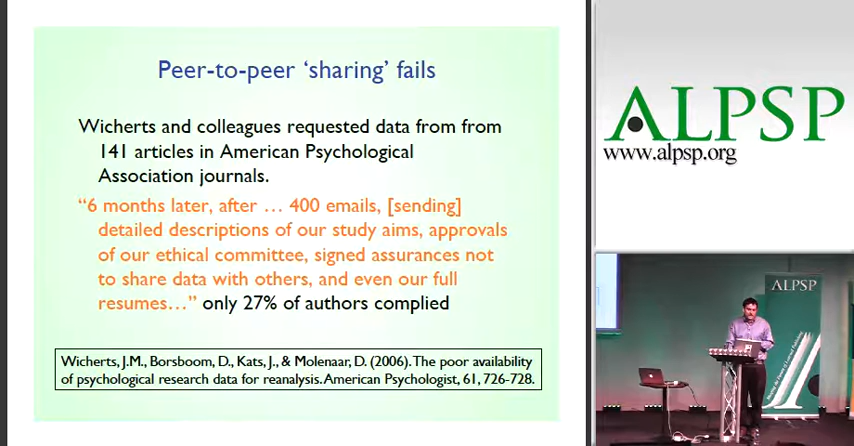 Peer-to-peer ‘sharing’ fails
Wicherts and colleagues requested data from from
141 articles in American Psychological
Association journals.
“6 months later, after … 400 emails, [sending]
detailed descriptions of our study aims, approvals
of our ethical committee, signed assurances not
to share data with others, and even our full
resumes…” only 27% of authors complied
Wicherts, J.M., Borsboom, D., Kats, J., & Molenaar, D. (2006). The poor availability
of psychological research data for reanalysis. American Psychologist, 61, 726-728.
ALPSP
www.alpsp.org
ALPSP